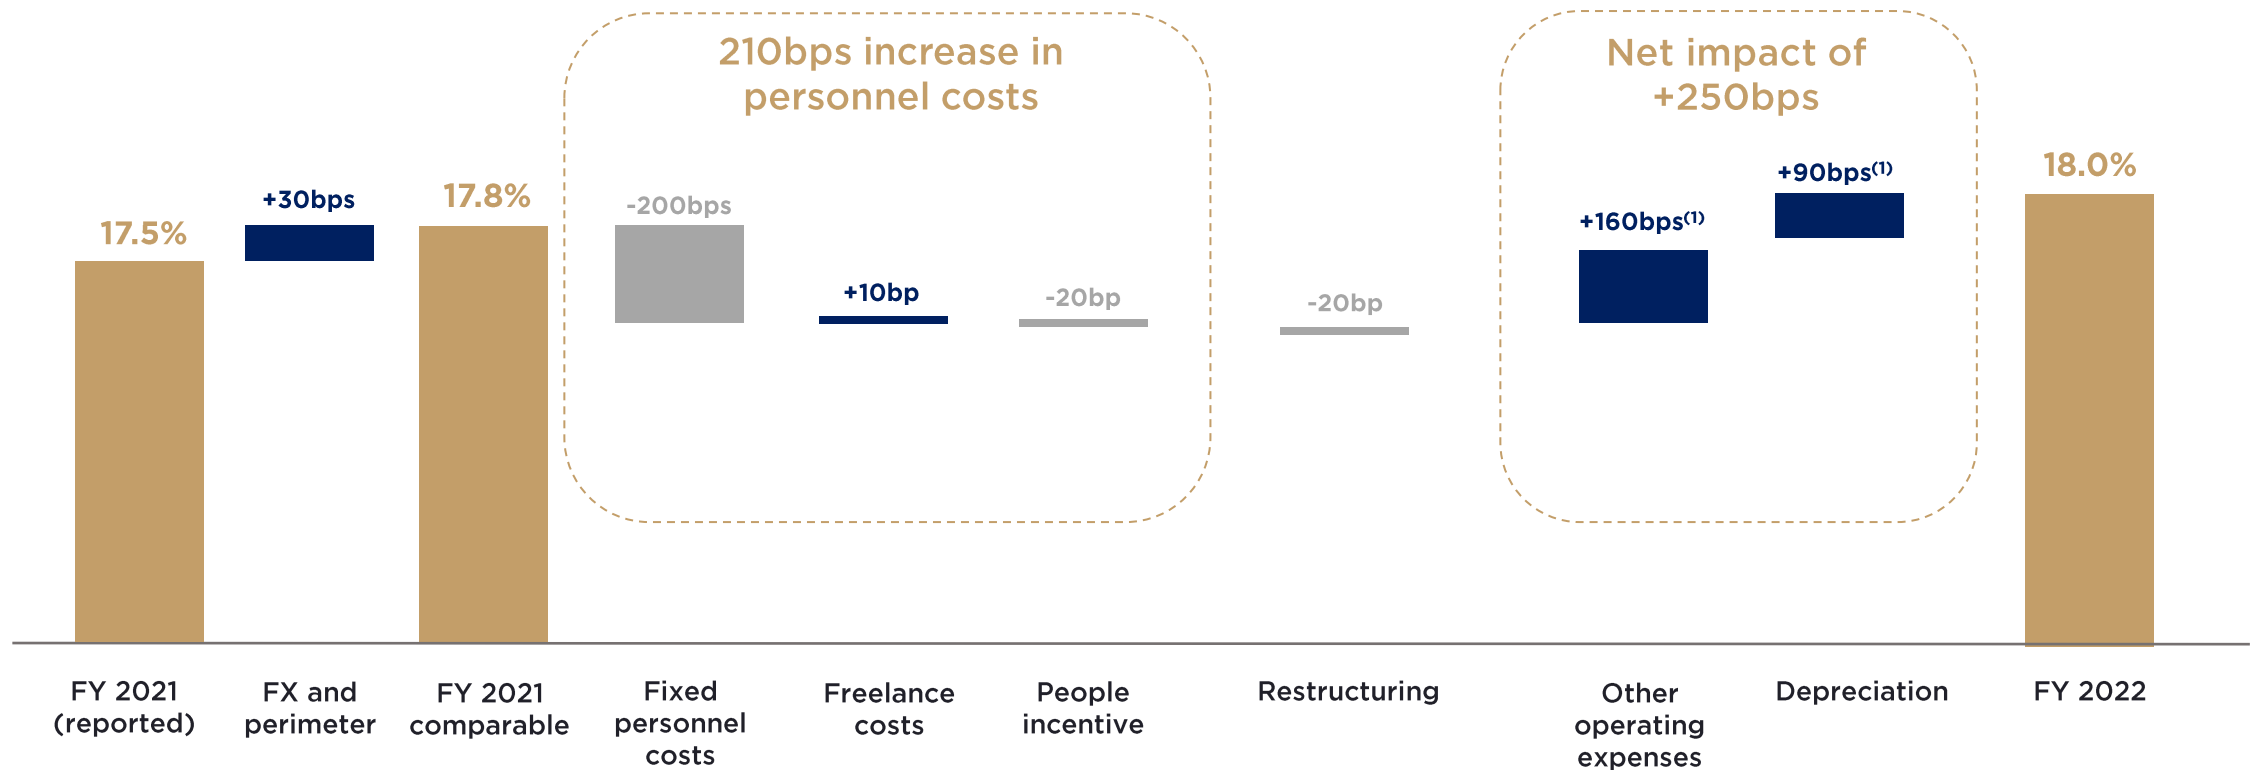 210bps increase in
personnel costs
Net impact of
+250bps
17.5%
+30bps
17.8%
-200bps
+10bp
-20bp
-20bp
+160bps(1)
+90bps(1)
18.0%
FY 2021
(reported)
FX and
perimeter
FY 2021
comparable
Fixed
personnel
costs
Freelance
costs
People
incentive
Restructuring
Other
operating
expenses
Depreciation
FY 2022